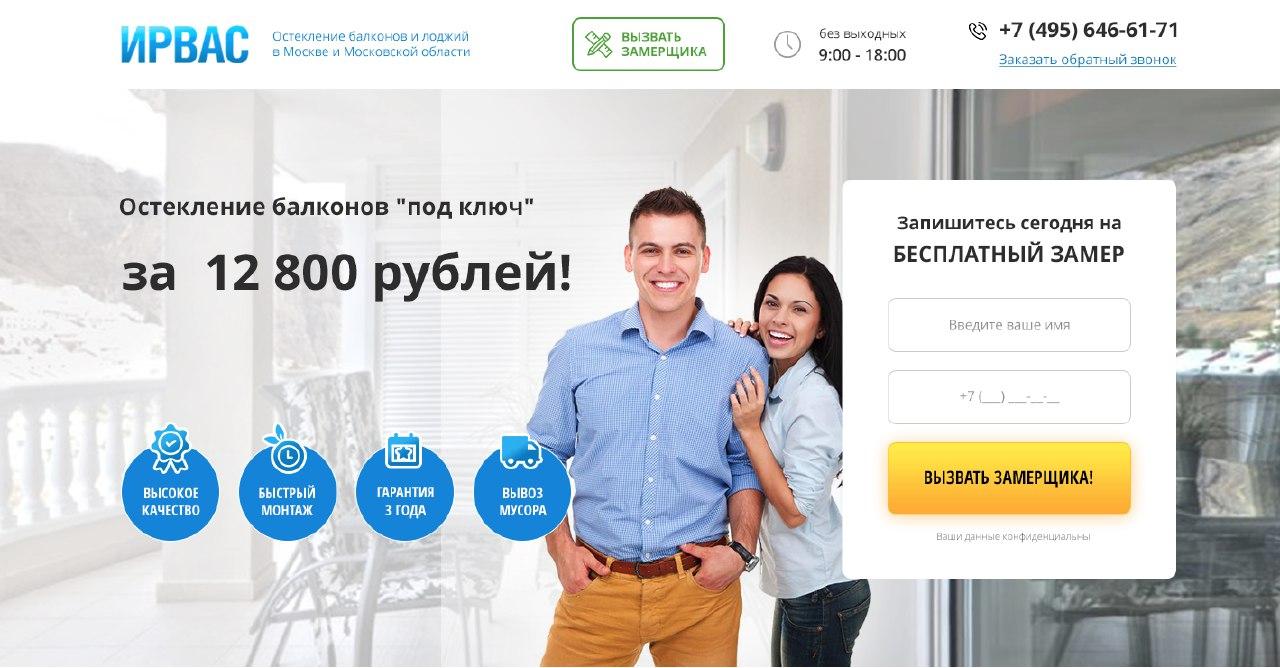 ИРВАС
Остекление балконов и лоджий
в Москве и Московской области
ВЫЗВАТЬ
ЗАМЕРЩИКА
без выходных
9:00 - 18:00
+7 (495) 646-61-71
Заказать обратный звонок
Остекление балконов "под ключ"
за 12 800 рублей!
ВЫСОКОЕ
КАЧЕСТВО
БЫСТРЫЙ
МОНТАЖ
ГАРАНТИЯ
3 ГОДА
ВЫВОЗ
МУСОРА
Запишитесь сегодня на
БЕСПЛАТНЫЙ ЗАМЕР
Введите ваше имя
+7 (___) ___-__-__
ВЫЗВАТЬ ЗАМЕРЩИКА!
Ваши данные конфиденциальны